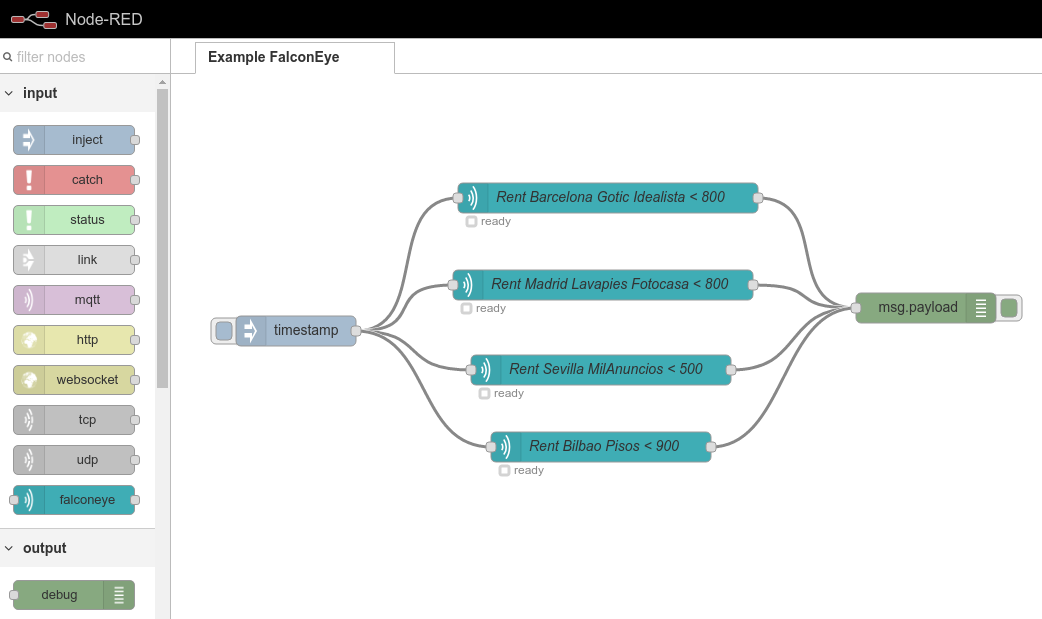 Node-RED
filter nodes
Example FalconEye
input
inject
catch
status
link
mqtt
http
websocket
tcp
udp
falconeye
output
debug
timestamp
Rent Barcelona Gotic Idealista < 800
ready
Rent Madrid Lavapies Fotocasa < 800
ready
Rent Sevilla MilAnuncios < 500
ready
Rent Bilbao Pisos < 900
ready
msg.payload